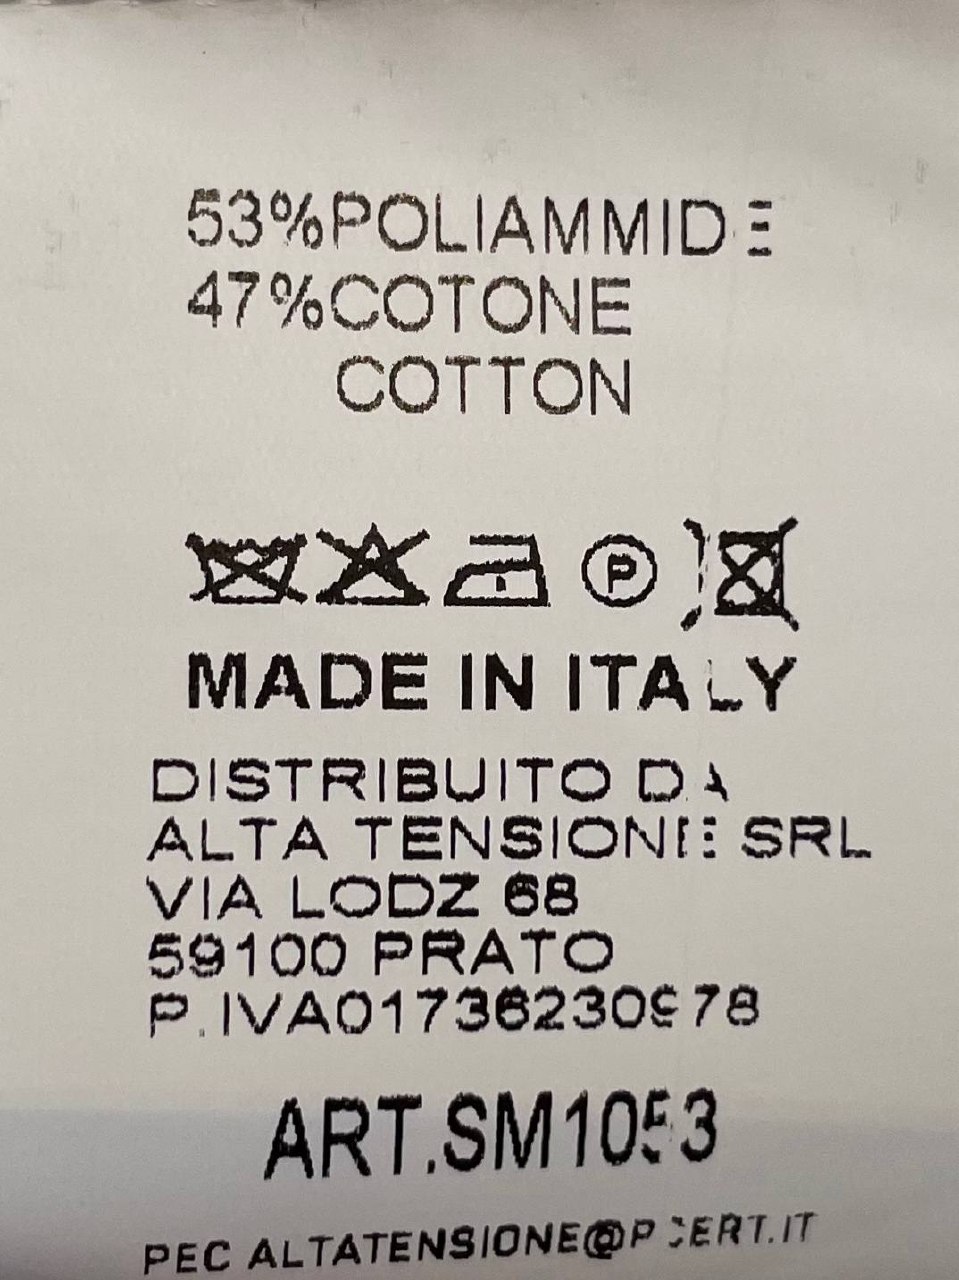 53%POLIAMMIDE
47%COTONE
COTTON
P
MADE IN ITALY
DISTRIBUITO DA
ALTA TENSIONE SRL
VIA LODZ 68
59100 PRATO
P.IVA01736230978
ART.SM1053
PEC ALTATENSIONE@PCERT.IT